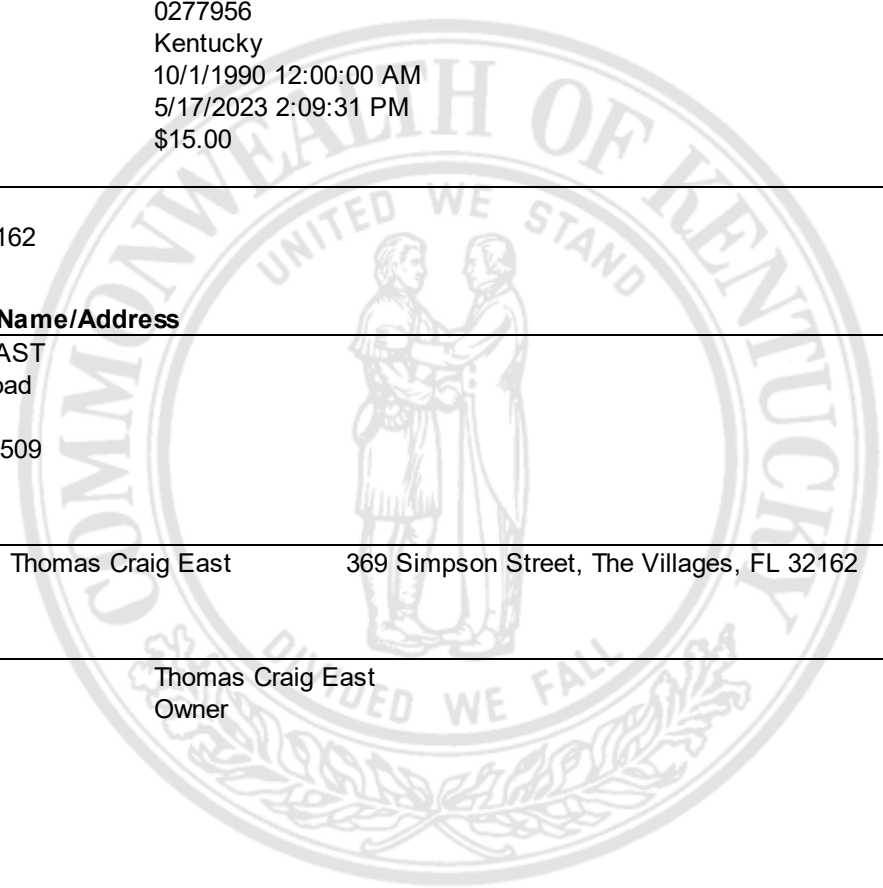 0277956
Kentucky
10/1/1990 12:00:00 AM
5/17/2023 2:09:31 PM
$15.00
162
Name/Address
AST
oad
509
Thomas Craig East 369 Simpson Street, The Villages, FL 32162
Thomas Craig East
Owner
COMMONWEALTH OF KENTUCKY
UNITED WE STAND
DIVIDED WE FALL